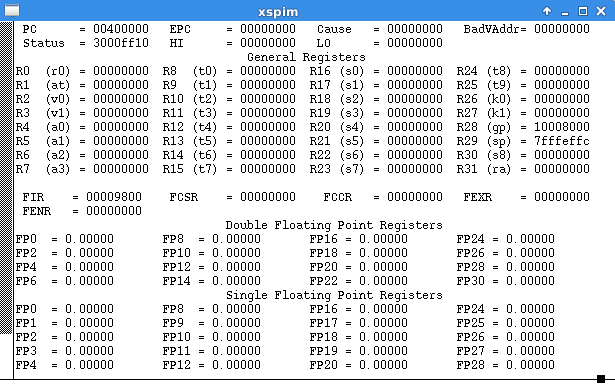 xspim
PC      = 00400000   EPC     = 00000000   Cause   = 00000000   BadVAddr= 00000000
Status  = 3000ff10   HI      = 00000000   LO      = 00000000
General Registers
R0  (r0) = 00000000  R8  (t0) = 00000000  R16 (s0) = 00000000  R24 (t8) = 00000000
R1  (at) = 00000000  R9  (t1) = 00000000  R17 (s1) = 00000000  R25 (t9) = 00000000
R2  (v0) = 00000000  R10 (t2) = 00000000  R18 (s2) = 00000000  R26 (k0) = 00000000
R3  (v1) = 00000000  R11 (t3) = 00000000  R19 (s3) = 00000000  R27 (k1) = 00000000
R4  (a0) = 00000000  R12 (t4) = 00000000  R20 (s4) = 00000000  R28 (gp) = 10008000
R5  (a1) = 00000000  R13 (t5) = 00000000  R21 (s5) = 00000000  R29 (sp) = 7fffeffc
R6  (a2) = 00000000  R14 (t6) = 00000000  R22 (s6) = 00000000  R30 (s8) = 00000000
R7  (a3) = 00000000  R15 (t7) = 00000000  R23 (s7) = 00000000  R31 (ra) = 00000000
FIR     = 00009800   FCSR    = 00000000   FCCR    = 00000000   FEXR    = 00000000
FENR    = 00000000
Double Floating Point Registers
FP0  = 0.00000       FP8  = 0.00000       FP16 = 0.00000       FP24 = 0.00000
FP2  = 0.00000       FP10 = 0.00000       FP18 = 0.00000       FP26 = 0.00000
FP4  = 0.00000       FP12 = 0.00000       FP20 = 0.00000       FP28 = 0.00000
FP6  = 0.00000       FP14 = 0.00000       FP22 = 0.00000       FP30 = 0.00000
Single Floating Point Registers
FP0  = 0.00000       FP8  = 0.00000       FP16 = 0.00000       FP24 = 0.00000
FP1  = 0.00000       FP9  = 0.00000       FP17 = 0.00000       FP25 = 0.00000
FP2  = 0.00000       FP10 = 0.00000       FP18 = 0.00000       FP26 = 0.00000
FP3  = 0.00000       FP11 = 0.00000       FP19 = 0.00000       FP27 = 0.00000
FP4  = 0.00000       FP12 = 0.00000       FP20 = 0.00000       FP28 = 0.00000